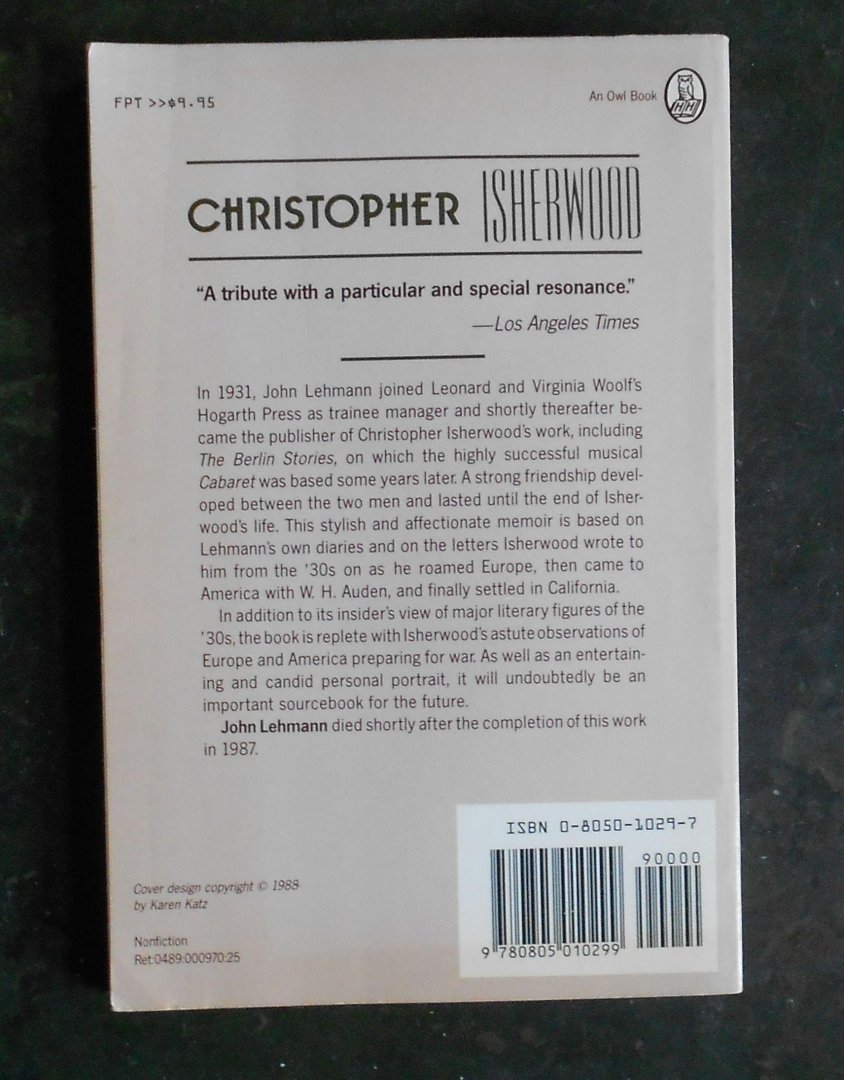 FPT >>$9.95
An Owl Book
HH
CHRISTOPHER ISHERWOOD
“A tribute with a particular and special resonance.”
—Los Angeles Times
In 1931, John Lehmann joined Leonard and Virginia Woolf's
Hogarth Press as trainee manager and shortly thereafter be-
came the publisher of Christopher Isherwood's work, including
The Berlin Stories, on which the highly successful musical
Cabaret was based some years later. A strong friendship devel-
oped between the two men and lasted until the end of Isher-
wood's life. This stylish and affectionate memoir is based on
Lehmann's own diaries and on the letters Isherwood wrote to
him from the '30s on as he roamed Europe, then came to
America with W. H. Auden, and finally settled in California.
In addition to its insider's view of major literary figures of the
'30s, the book is replete with Isherwood's astute observations of
Europe and America preparing for war. As well as an entertain-
ing and candid personal portrait, it will undoubtedly be an
important sourcebook for the future.
John Lehmann died shortly after the completion of this work
in 1987.
ISBN 0-8050-1029-7
90000
9 780805 010299
Cover design copyright © 1988
by Karen Katz
Nonfiction
Ret:0489:000970:25